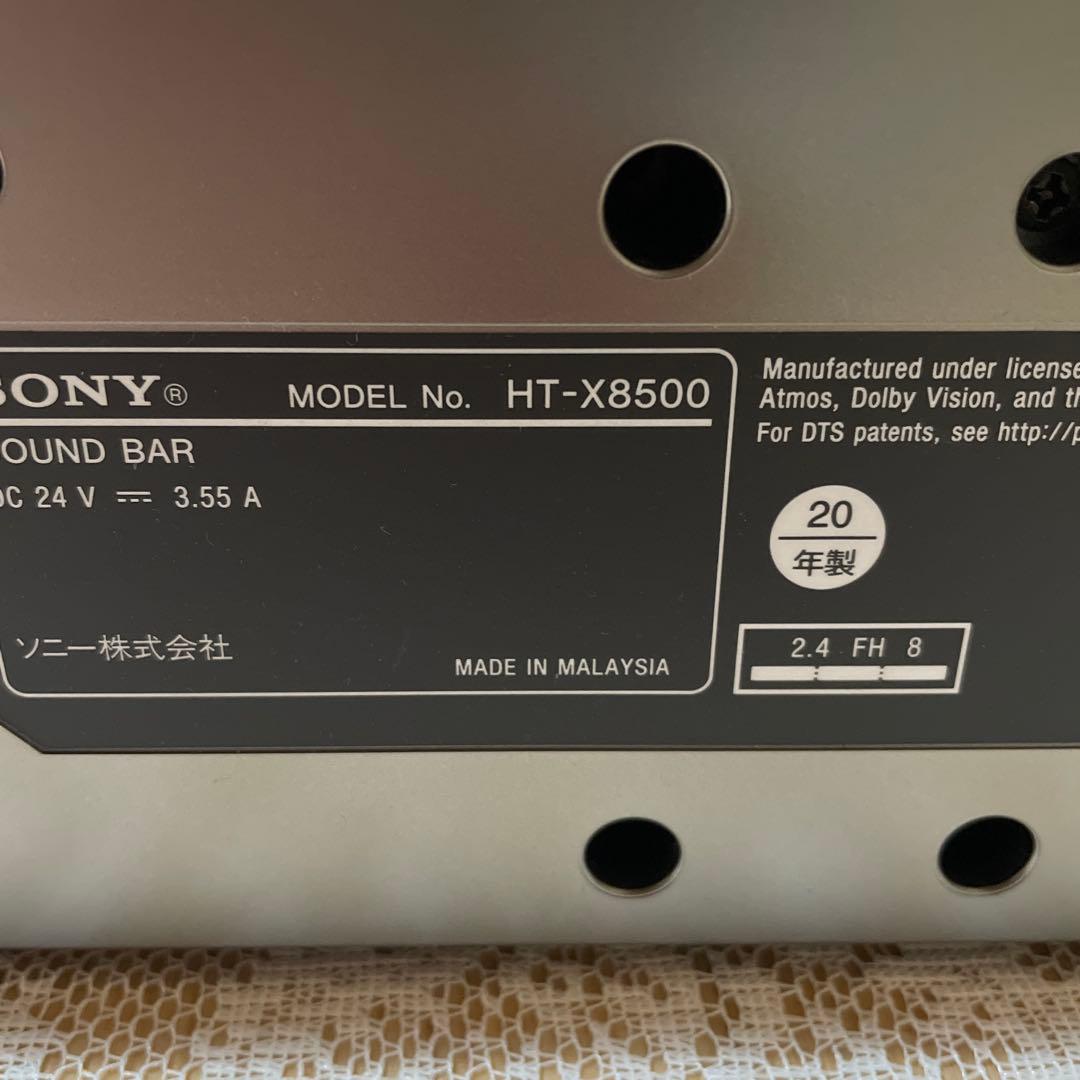 SONY® MODEL No. HT-X8500
SOUND BAR
DC 24 V ⎓ 3.55 A
ソニー株式会社
MADE IN MALAYSIA
Manufactured under license
Atmos, Dolby Vision, and th
For DTS patents, see http://p
20
年製
2.4 FH 8